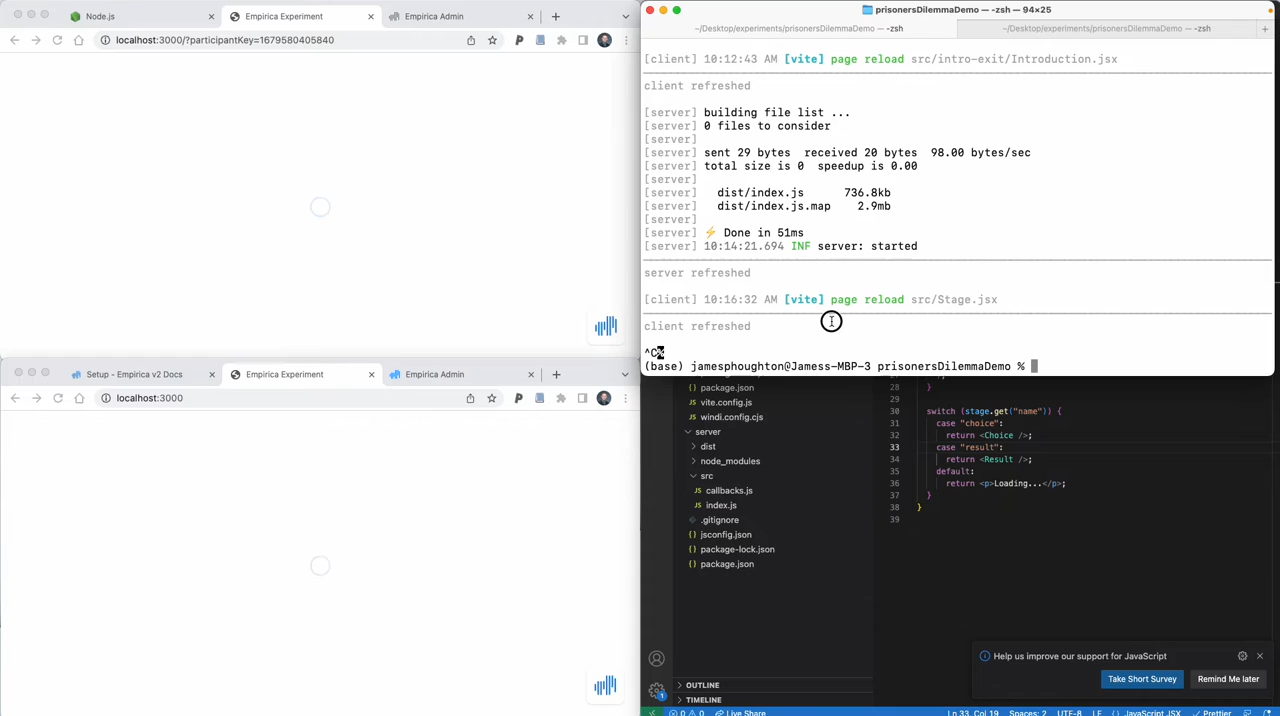 Node.js
Empirica Experiment
Empirica Admin
localhost:3000/?participantKey=1679580405840
Setup - Empirica v2 Docs
Empirica Experiment
Empirica Admin
localhost:3000
prisonersDilemmaDemo — -zsh — 94×25
~/Desktop/experiments/prisonersDilemmaDemo — -zsh
~/Desktop/experiments/prisonersDilemmaDemo — -zsh
[client] 10:12:43 AM [vite] page reload src/intro-exit/Introduction.jsx
client refreshed
[server] building file list ...
[server] 0 files to consider
[server]
[server] sent 29 bytes received 20 bytes 98.00 bytes/sec
[server] total size is 0 speedup is 0.00
[server]
[server] dist/index.js 736.8kb
[server] dist/index.js.map 2.9mb
[server]
[server] ⚡ Done in 51ms
[server] 10:14:21.694 INF server: started
server refreshed
[client] 10:16:32 AM [vite] page reload src/Stage.jsx
client refreshed
^C%
(base) jamesphoughton@Jamess-MBP-3 prisonersDilemmaDemo %
package.json
vite.config.js
windi.config.cjs
server
dist
node_modules
src
callbacks.js
index.js
.gitignore
jsconfig.json
package-lock.json
package.json
OUTLINE
TIMELINE
28 }
29
30 switch (stage.get("name")) {
31 case "choice":
32 return <Choice />;
33 case "result":
34 return <Result />;
35 default:
36 return <p>Loading...</p>;
37 }
38 }
39
Help us improve our support for JavaScript
Take Short Survey
Remind Me later
1
0 0 Live Share
Ln 33, Col 19 Spaces: 2 UTF-8 LF {} JavaScript JSX Prettier